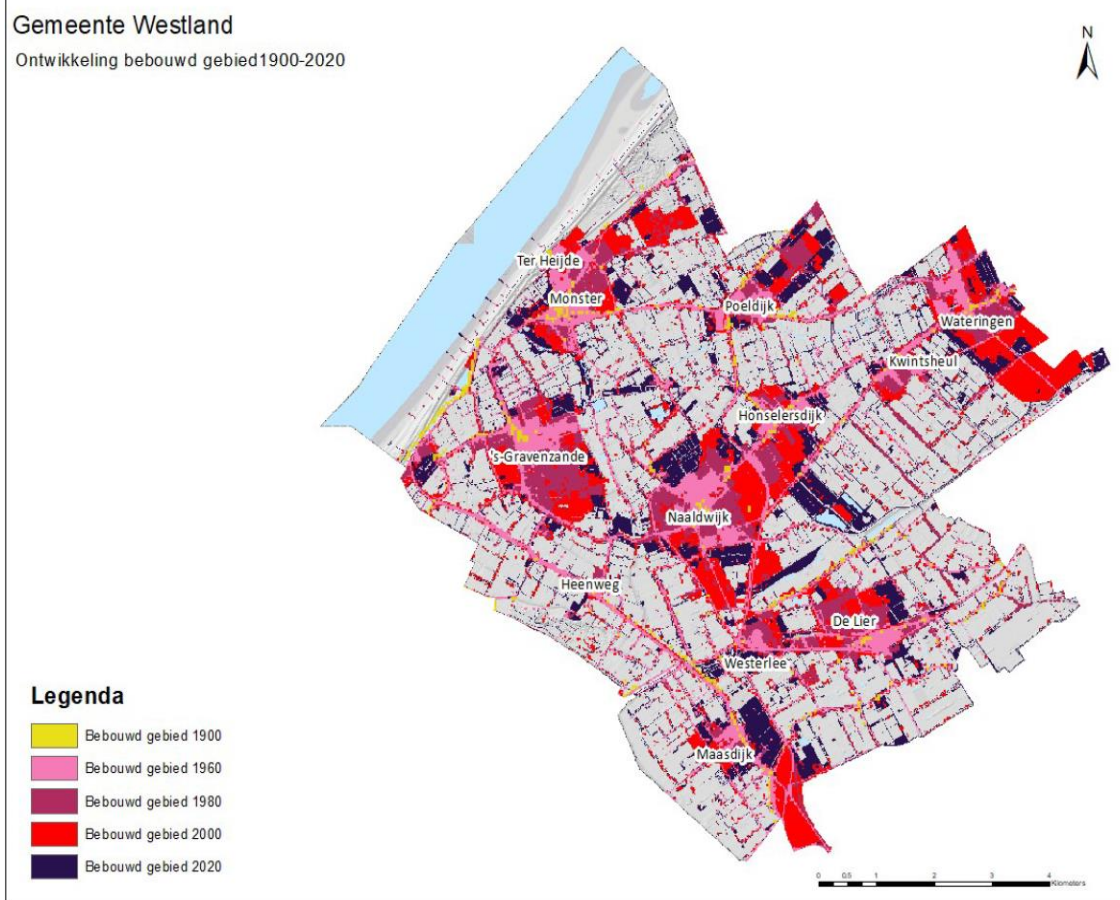 Gemeente Westland
Ontwikkeling bebouwd gebied1900-2020
N
Ter Heijde
Monster
Poeldijk
Wateringen
Kwintsheul
Honselersdijk
's-Gravenzande
Naaldwijk
Heenweg
De Lier
Westerlee
Maasdijk
Legenda
Bebouwd gebied 1900
Bebouwd gebied 1960
Bebouwd gebied 1980
Bebouwd gebied 2000
Bebouwd gebied 2020
0 0.5 1 2 3 4
Kilometers